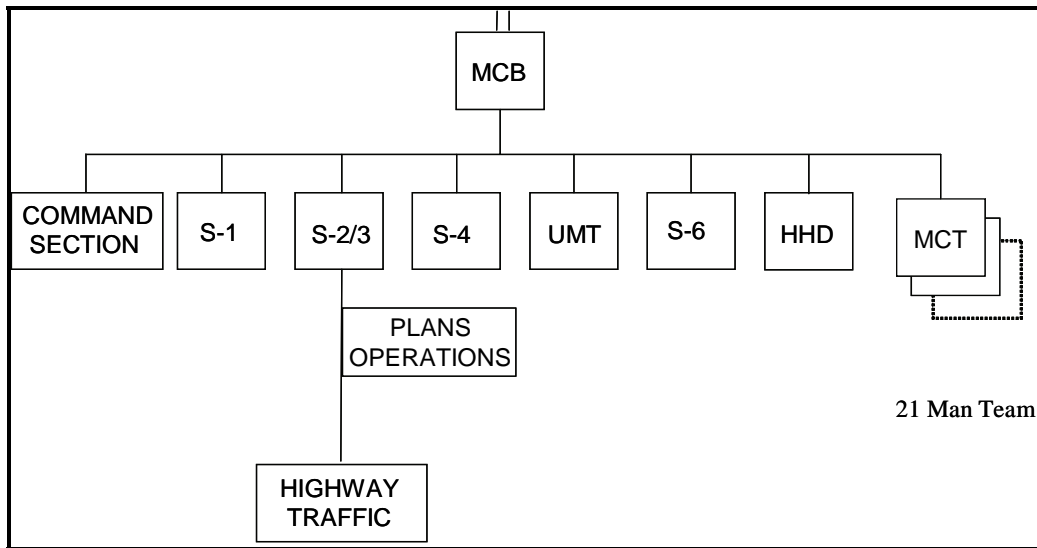 MCB
COMMAND
SECTION
S-1
S-2/3
S-4
UMT
S-6
HHD
MCT
PLANS
OPERATIONS
21 Man Team
HIGHWAY
TRAFFIC